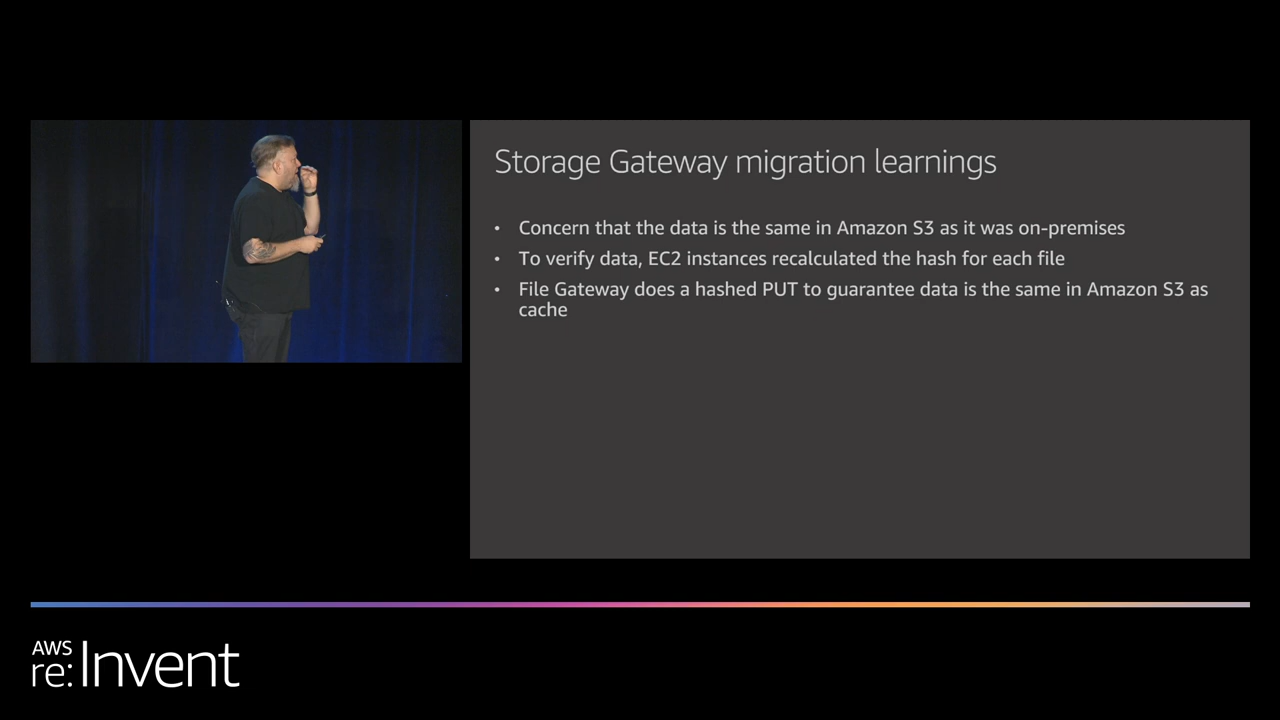 Storage Gateway migration learnings
• Concern that the data is the same in Amazon S3 as it was on-premises
• To verify data, EC2 instances recalculated the hash for each file
• File Gateway does a hashed PUT to guarantee data is the same in Amazon S3 as
cache
AWS
re:Invent